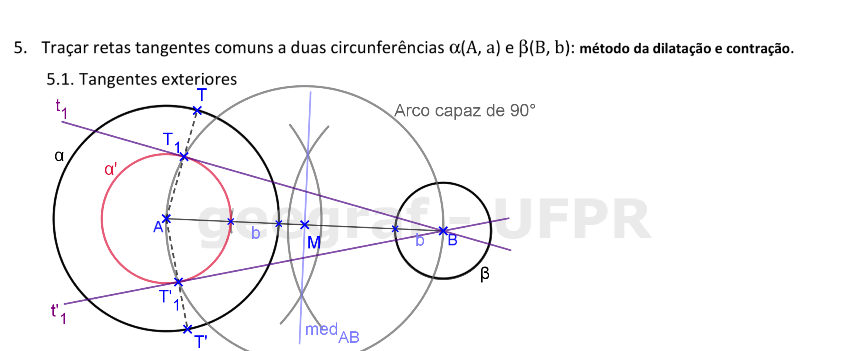 5. Traçar retas tangentes comuns a duas circunferências α(A, a) e β(B, b): método da dilatação e contração.
5.1. Tangentes exteriores
T
t₁
Arco capaz de 90°
T₁
α
α'
A
geograf - UFPR
b
M
b
B
β
T'₁
t'₁
med_AB
T'